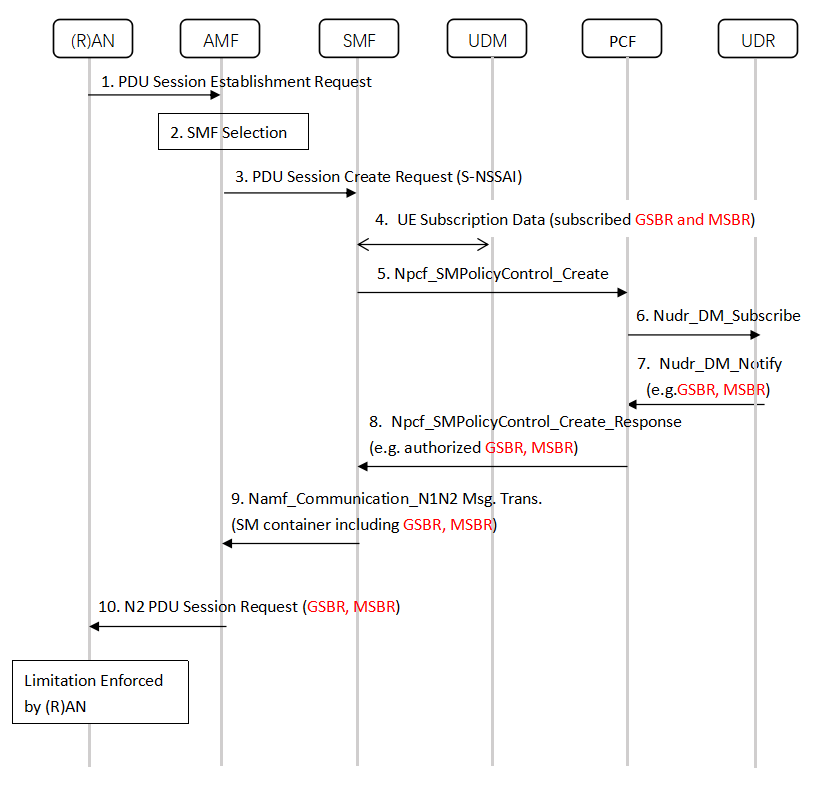 (R)AN
AMF
SMF
UDM
PCF
UDR
1. PDU Session Establishment Request
2. SMF Selection
3. PDU Session Create Request (S-NSSAI)
4. UE Subscription Data (subscribed GSBR and MSBR)
5. Npcf_SMPolicyControl_Create
6. Nudr_DM_Subscribe
7. Nudr_DM_Notify
(e.g.GSBR, MSBR)
8. Npcf_SMPolicyControl_Create_Response
(e.g. authorized GSBR, MSBR)
9. Namf_Communication_N1N2 Msg. Trans.
(SM container including GSBR, MSBR)
10. N2 PDU Session Request (GSBR, MSBR)
Limitation Enforced
by (R)AN